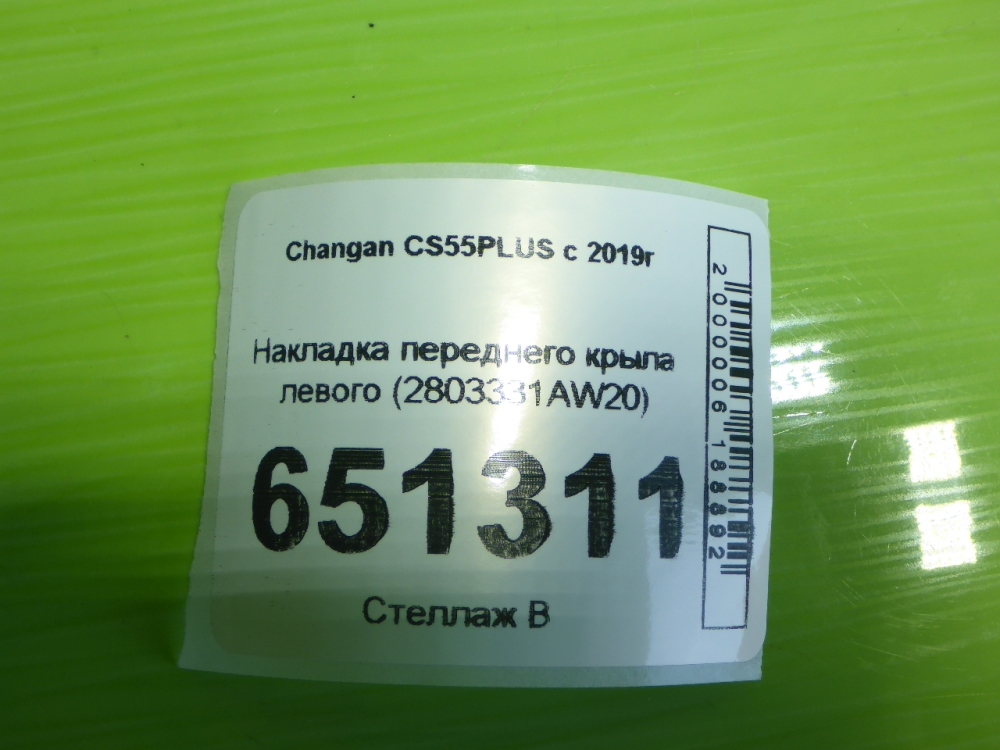 Changan CS55PLUS с 2019г
Накладка переднего крыла
левого (2803331AW20)
651311
Стеллаж В
2000006188892